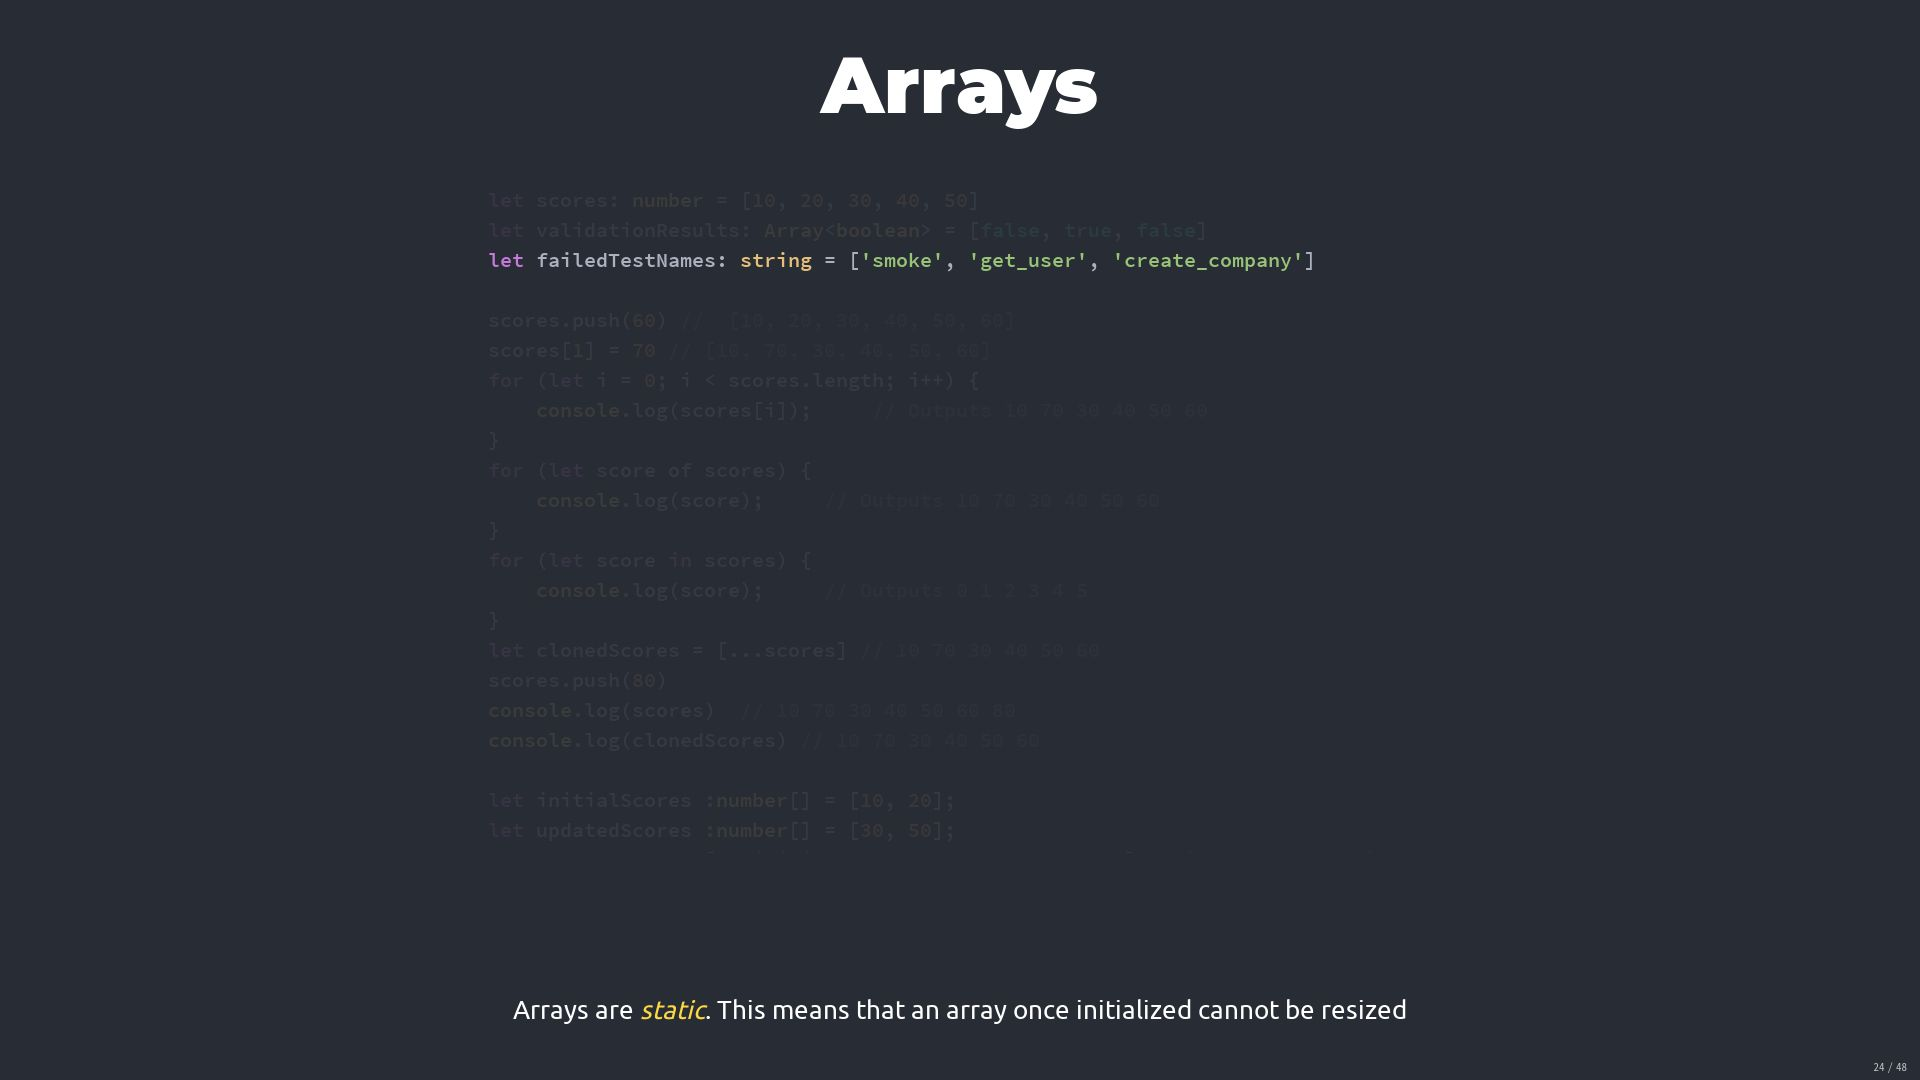 Arrays
let scores: number = [10, 20, 30, 40, 50]
let validationResults: Array<boolean> = [false, true, false]
let failedTestNames: string = ['smoke', 'get_user', 'create_company']
scores.push(60) //  [10, 20, 30, 40, 50, 60]
scores[1] = 70 // [10, 70, 30, 40, 50, 60]
for (let i = 0; i < scores.length; i++) {
    console.log(scores[i]);     // Outputs 10 70 30 40 50 60
}
for (let score of scores) {
    console.log(score);     // Outputs 10 70 30 40 50 60
}
for (let score in scores) {
    console.log(score);     // Outputs 0 1 2 3 4 5
}
let clonedScores = [...scores] // 10 70 30 40 50 60
scores.push(80)
console.log(scores)  // 10 70 30 40 50 60 80
console.log(clonedScores) // 10 70 30 40 50 60
let initialScores :number[] = [10, 20];
let updatedScores :number[] = [30, 50];
Arrays are static. This means that an array once initialized cannot be resized
24 / 48